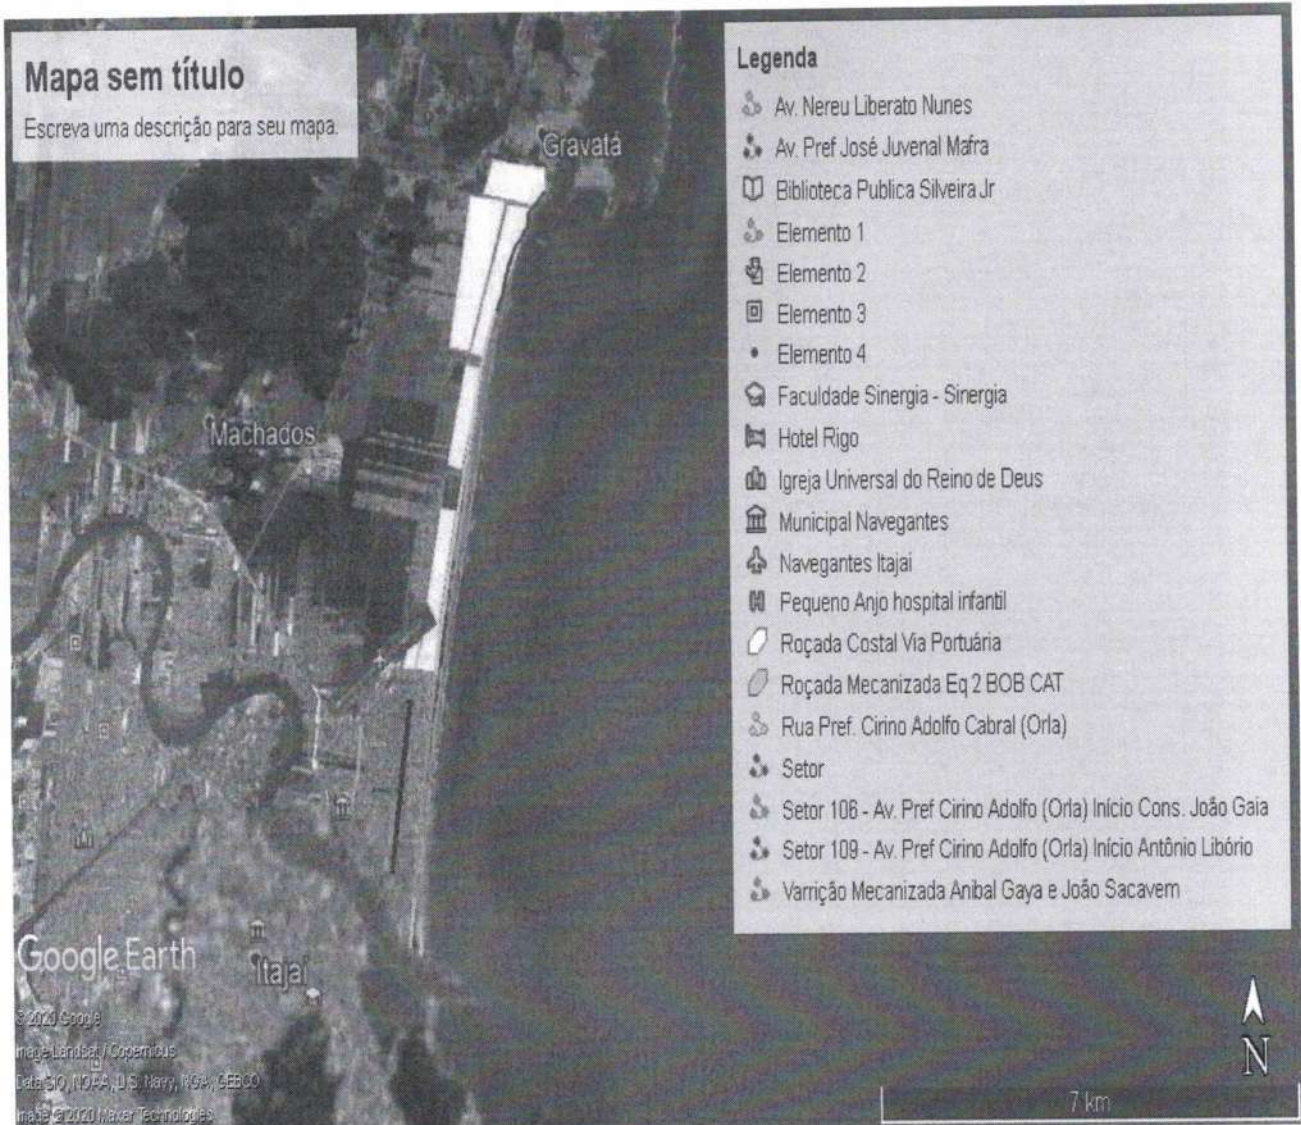 Mapa sem título
Escreva uma descrição para seu mapa.
Gravatá
Machados
Itajaí
Google Earth
© 2020 Google
Image Landsat / Copernicus
Data SIO, NOAA, U.S. Navy, NGA, GEBCO
Image © 2020 Maxar Technologies
Legenda
Av. Nereu Liberato Nunes
Av. Pref José Juvenal Mafra
Biblioteca Publica Silveira Jr
Elemento 1
Elemento 2
Elemento 3
Elemento 4
Faculdade Sinergia - Sinergia
Hotel Rigo
Igreja Universal do Reino de Deus
Municipal Navegantes
Navegantes Itajai
Pequeno Anjo hospital infantil
Roçada Costal Via Portuária
Roçada Mecanizada Eq 2 BOB CAT
Rua Pref. Cirino Adolfo Cabral (Orla)
Setor
Setor 106 - Av. Pref Cirino Adolfo (Orla) Início Cons. João Gaia
Setor 109 - Av. Pref Cirino Adolfo (Orla) Início Antônio Libório
Varrição Mecanizada Anibal Gaya e João Sacavem
N
7 km